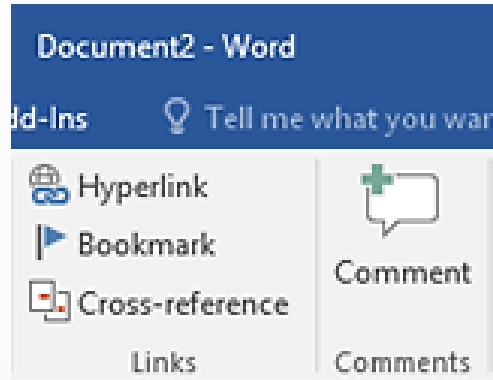 Document2 - Word
dd-Ins Tell me what you wan
Hyperlink
Bookmark
Cross-reference
Comment
Links
Comments